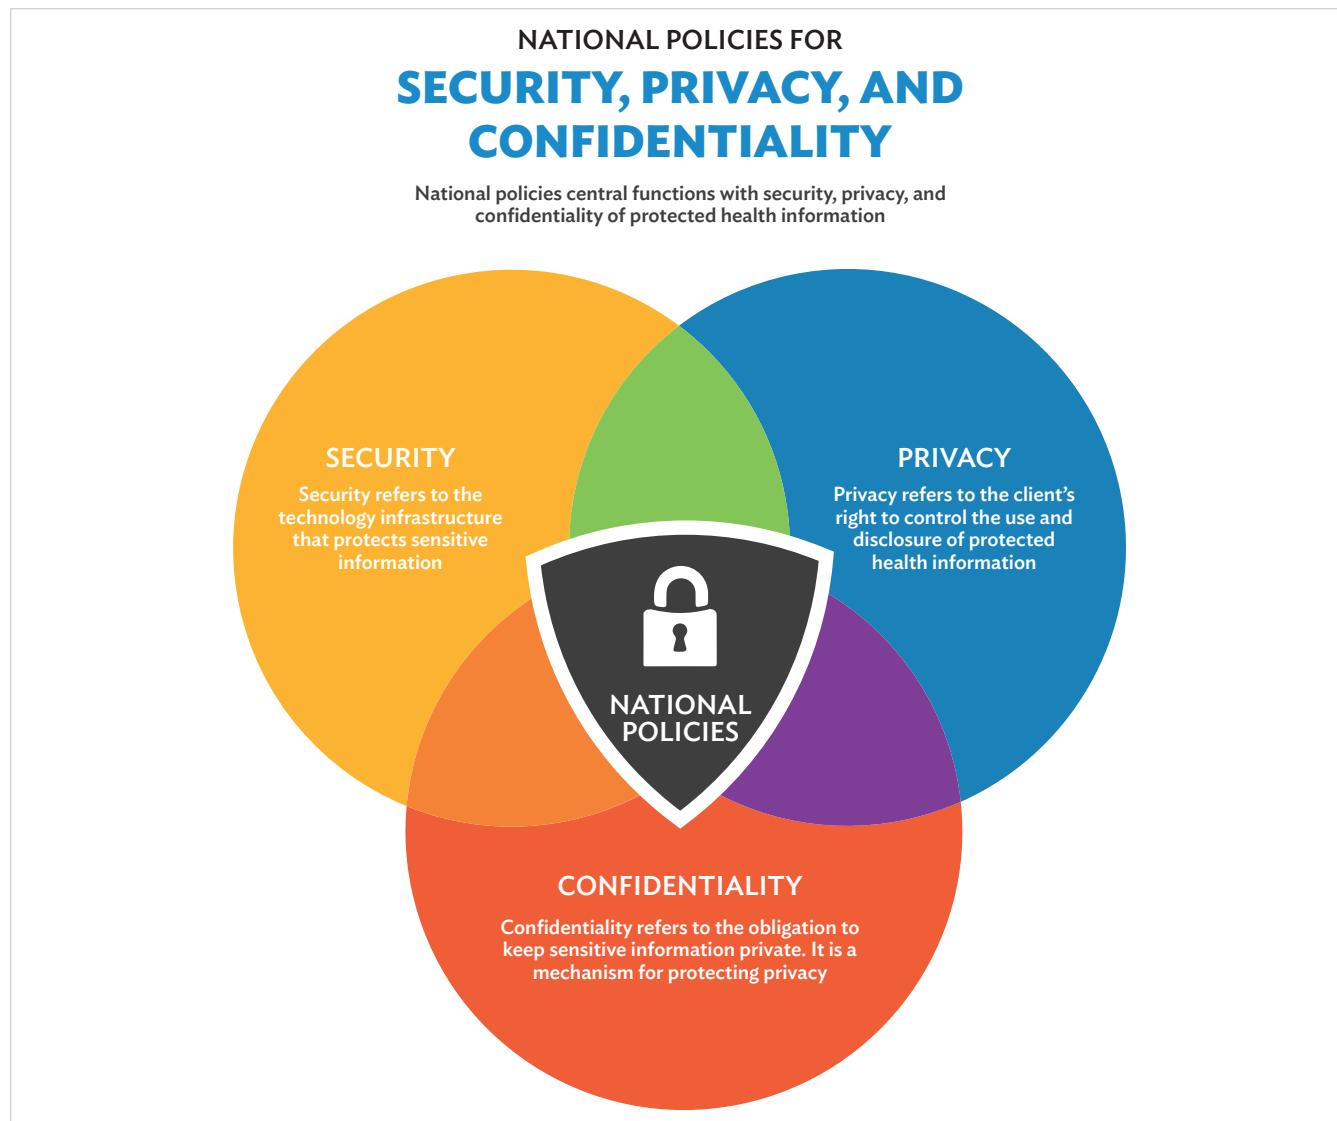 NATIONAL POLICIES FOR
SECURITY, PRIVACY, AND
CONFIDENTIALITY
National policies central functions with security, privacy, and
confidentiality of protected health information
SECURITY
Security refers to the
technology infrastructure
that protects sensitive
information
PRIVACY
Privacy refers to the client’s
right to control the use and
disclosure of protected
health information
NATIONAL
POLICIES
CONFIDENTIALITY
Confidentiality refers to the obligation to
keep sensitive information private. It is a
mechanism for protecting privacy